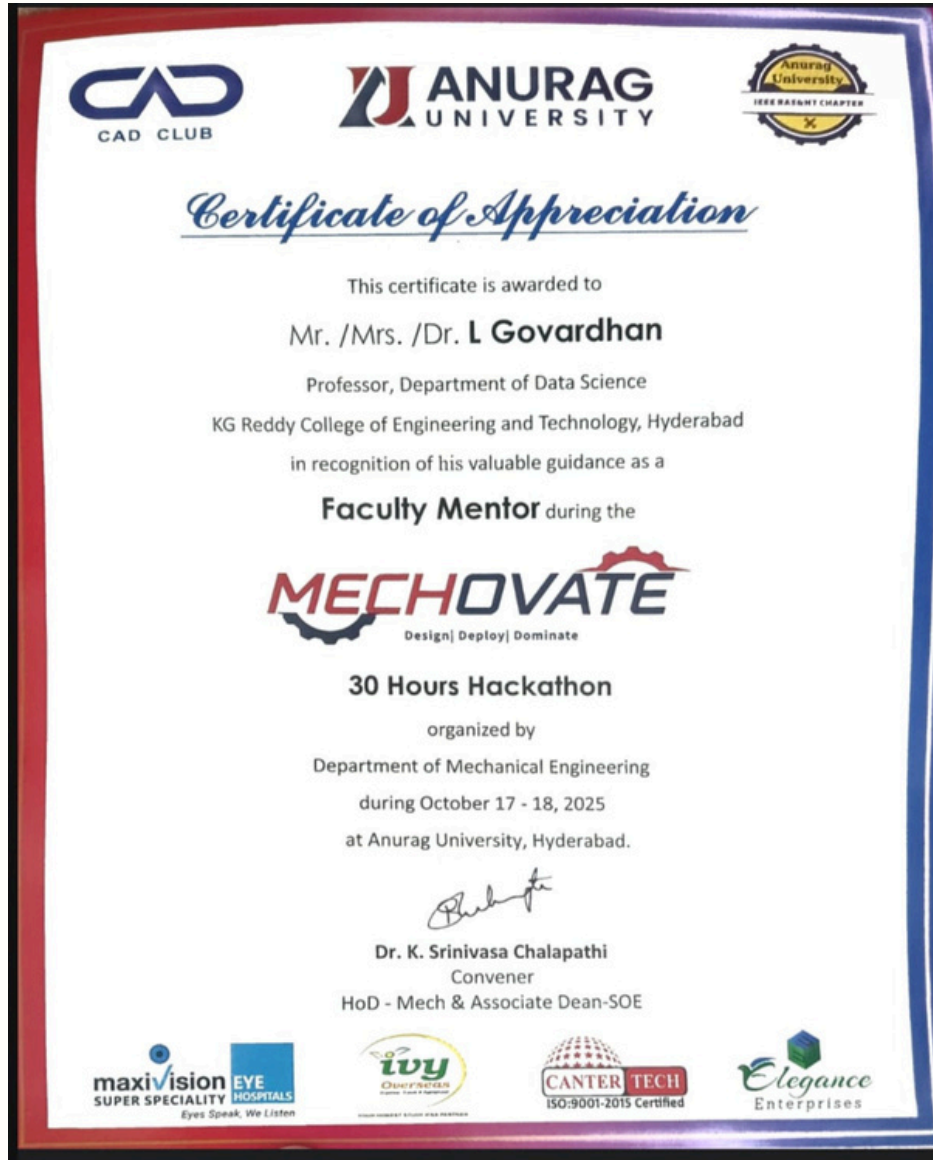 CAD CLUB
ANURAG
UNIVERSITY
Anurag
University
IEEE RAS&NT CHAPTER
Certificate of Appreciation
This certificate is awarded to
Mr. /Mrs. /Dr. L Govardhan
Professor, Department of Data Science
KG Reddy College of Engineering and Technology, Hyderabad
in recognition of his valuable guidance as a
Faculty Mentor during the
MECHOVATE
Design| Deploy| Dominate
30 Hours Hackathon
organized by
Department of Mechanical Engineering
during October 17 - 18, 2025
at Anurag University, Hyderabad.
Dr. K. Srinivasa Chalapathi
Convener
HoD - Mech & Associate Dean-SOE
maxivision EYE
SUPER SPECIALITY HOSPITALS
Eyes Speak, We Listen
ivy
Overseas
CANTER TECH
ISO:9001-2015 Certified
Elegance
Enterprises